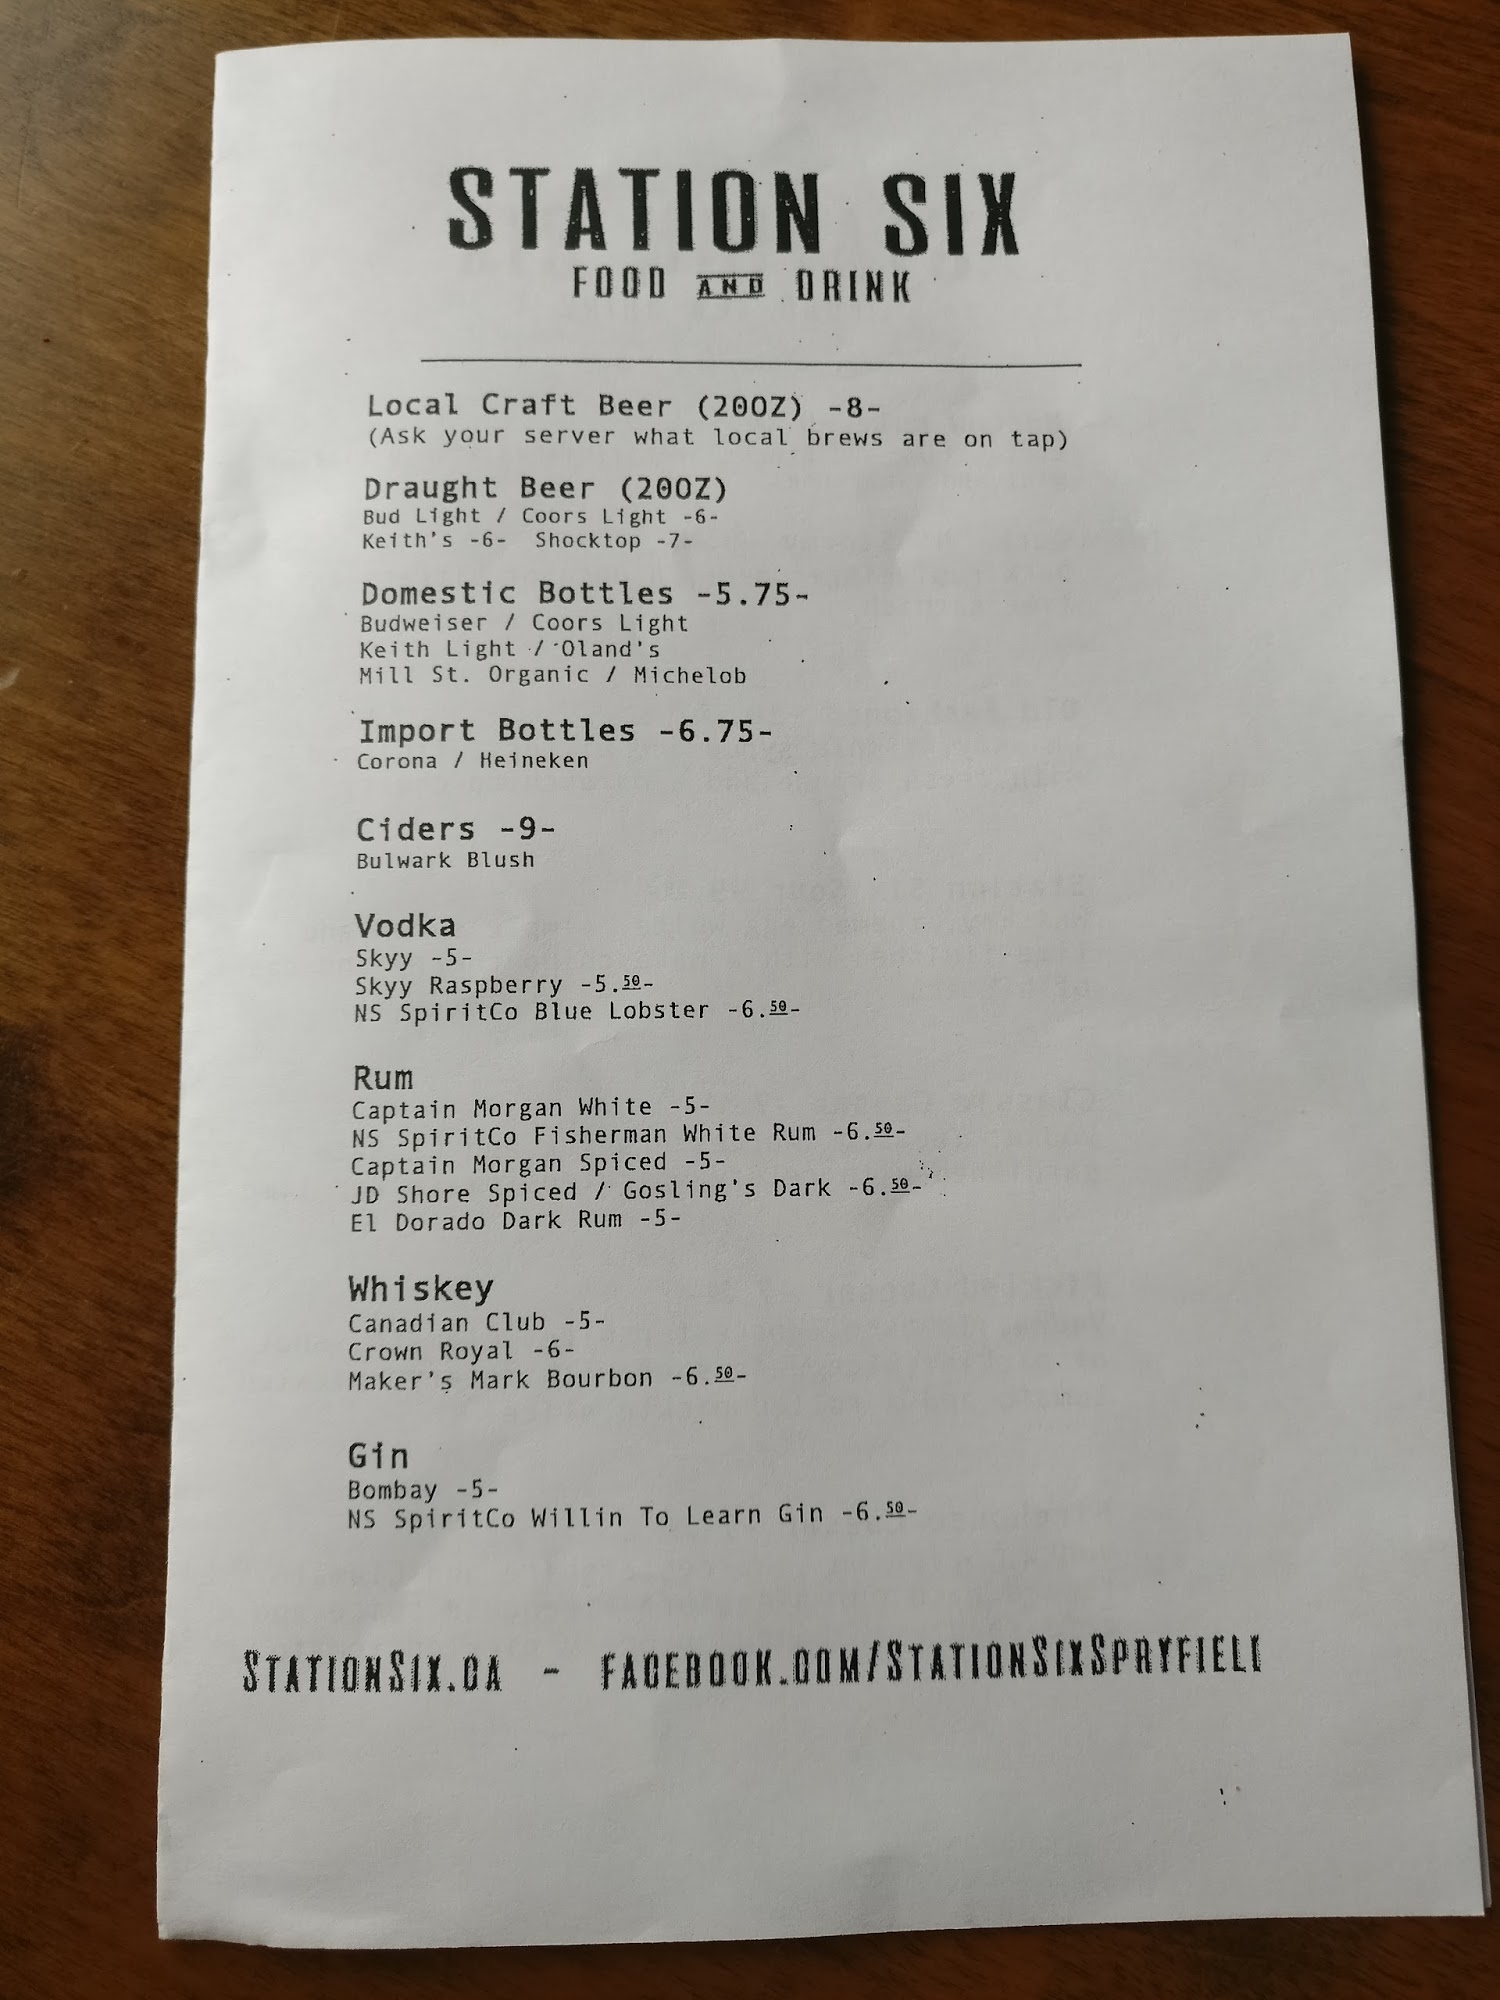 STATION SIX
FOOD AND DRINK
Local Craft Beer (20OZ) -8-
(Ask your server what local brews are on tap)
Draught Beer (20OZ)
Bud Light / Coors Light -6-
Keith's -6- Shocktop -7-
Domestic Bottles -5.75-
Budweiser / Coors Light
Keith Light / Oland's
Mill St. Organic / Michelob
Import Bottles -6.75-
Corona / Heineken
Ciders -9-
Bulwark Blush
Vodka
Skyy -5-
Skyy Raspberry -5.50-
NS SpiritCo Blue Lobster -6.50-
Rum
Captain Morgan White -5-
NS SpiritCo Fisherman White Rum -6.50-
Captain Morgan Spiced -5-
JD Shore Spiced / Gosling's Dark -6.50-
El Dorado Dark Rum -5-
Whiskey
Canadian Club -5-
Crown Royal -6-
Maker's Mark Bourbon -6.50-
Gin
Bombay -5-
NS SpiritCo Willin To Learn Gin -6.50-
StationSix.ca - facebook.com/StationSixSpryfield